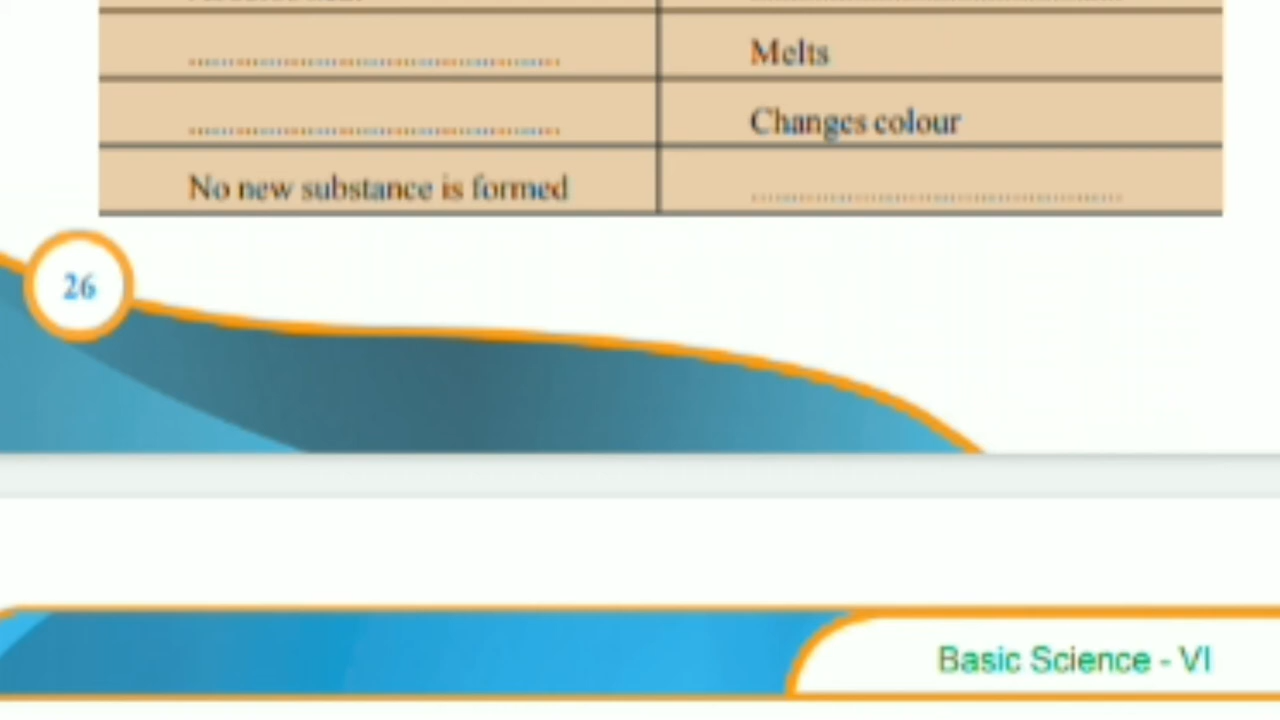 Melts
Changes colour
No new substance is formed
26
Basic Science - VI